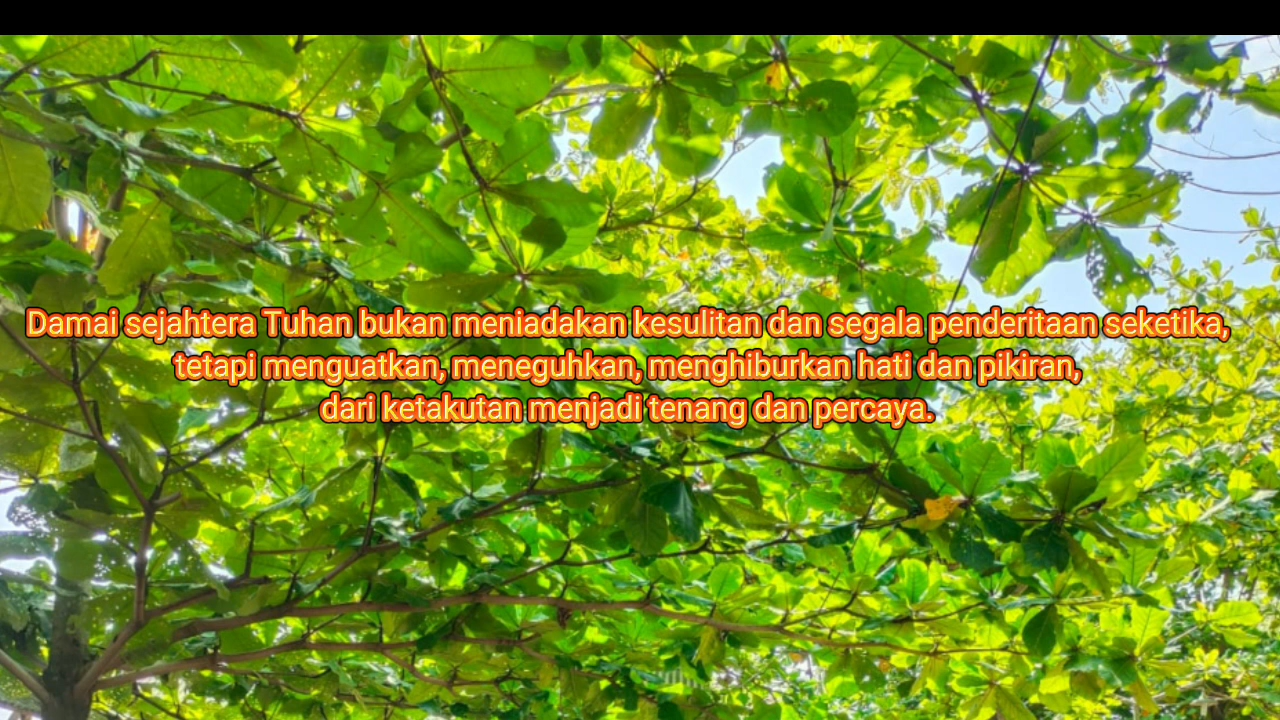 Damai sejahtera Tuhan bukan meniadakan kesulitan dan segala penderitaan seketika,
tetapi menguatkan, meneguhkan, menghiburkan hati dan pikiran,
dari ketakutan menjadi tenang dan percaya.